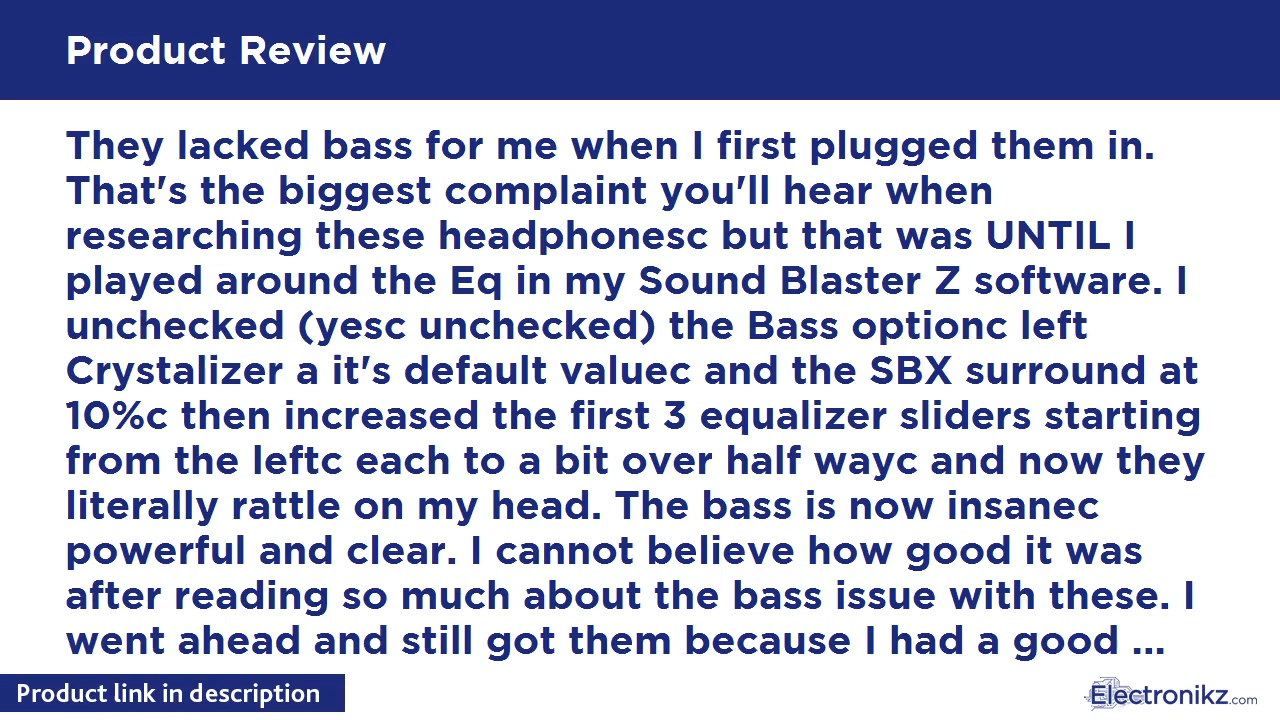 Product Review
They lacked bass for me when I first plugged them in.
That's the biggest complaint you'll hear when
researching these headphonesc but that was UNTIL I
played around the Eq in my Sound Blaster Z software. I
unchecked (yesc unchecked) the Bass optionc left
Crystalizer a it's default valuec and the SBX surround at
10%c then increased the first 3 equalizer sliders starting
from the leftc each to a bit over half wayc and now they
literally rattle on my head. The bass is now insanec
powerful and clear. I cannot believe how good it was
after reading so much about the bass issue with these. I
went ahead and still got them because I had a good ...
Product link in description
Electronikz.com